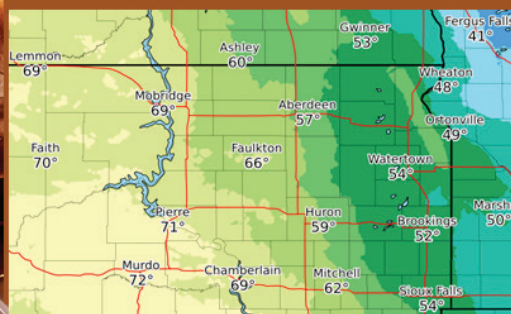 Gwinner
53°
Fergus Falls
41°
Ashley
60°
Lemmon
69°
Wheaton
48°
Mobridge
69°
Aberdeen
57°
Ortonville
49°
Faith
70°
Faulkton
66°
Watertown
54°
Pierre
71°
Huron
59°
Brookings
52°
Marsh
50°
Murdo
72°
Chamberlain
69°
Mitchell
62°
Sioux Falls
54°